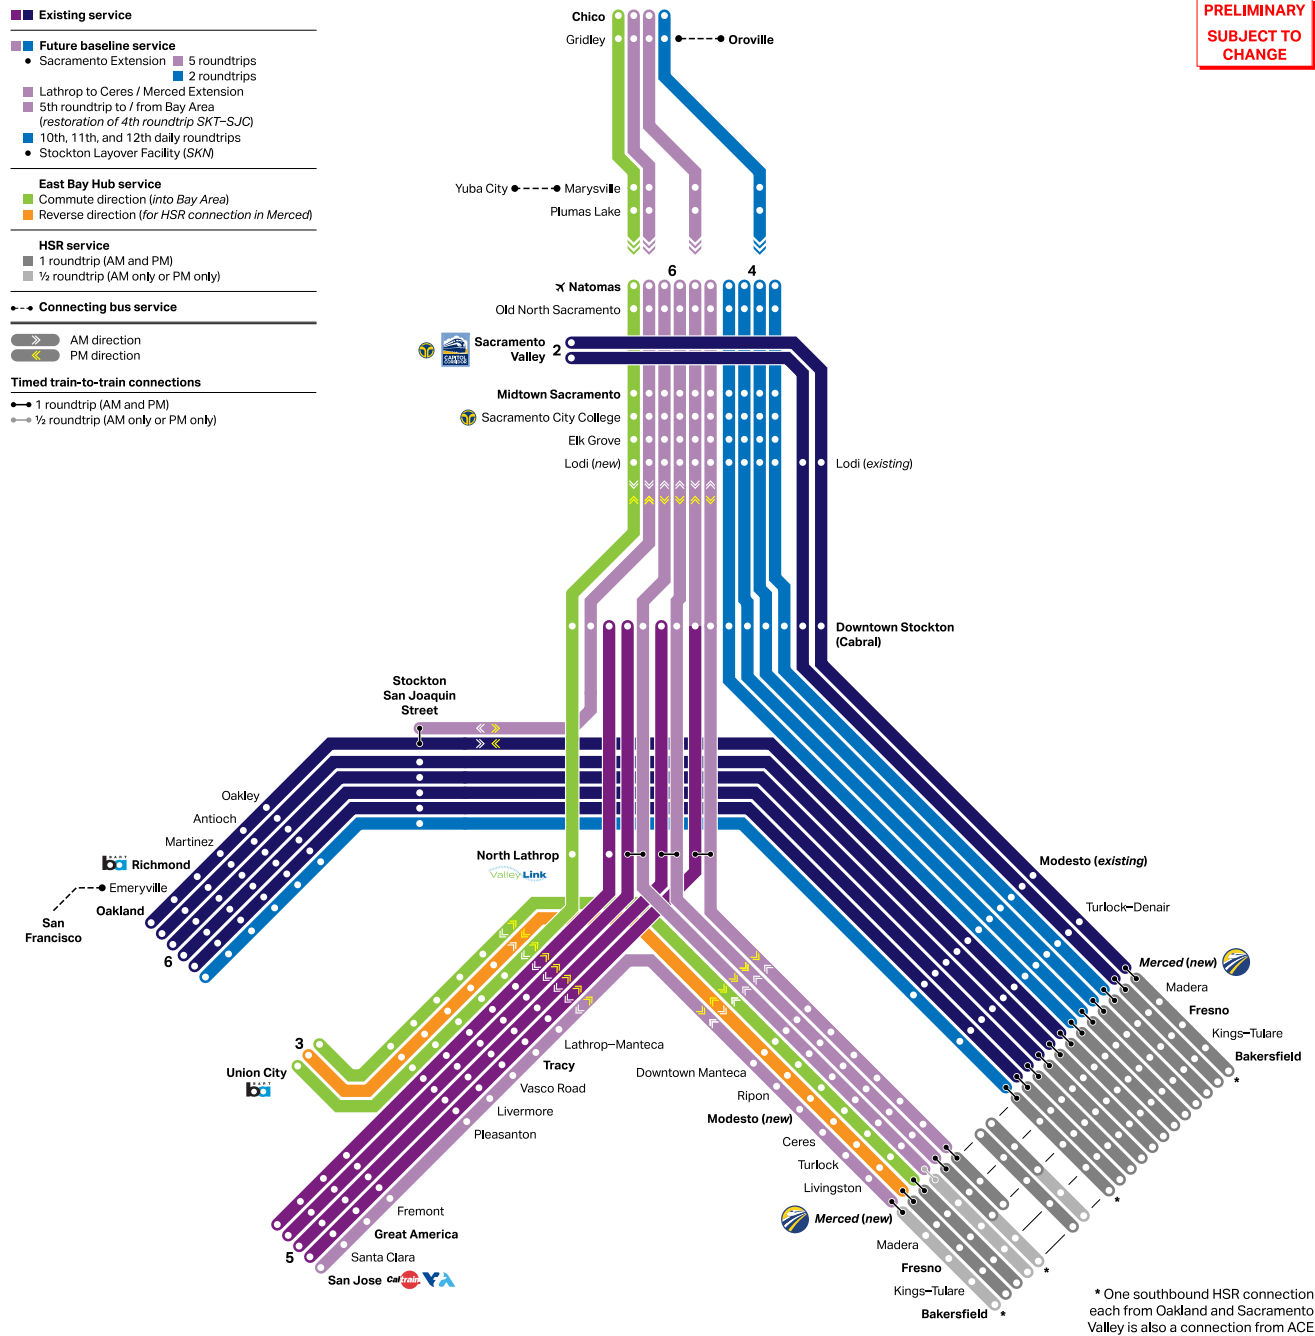 Existing service
Future baseline service
• Sacramento Extension 5 roundtrips
2 roundtrips
Lathrop to Ceres / Merced Extension
5th roundtrip to / from Bay Area
(restoration of 4th roundtrip SKT–SJC)
10th, 11th, and 12th daily roundtrips
• Stockton Layover Facility (SKN)
East Bay Hub service
Commute direction (into Bay Area)
Reverse direction (for HSR connection in Merced)
HSR service
1 roundtrip (AM and PM)
½ roundtrip (AM only or PM only)
Connecting bus service
AM direction
PM direction
Timed train-to-train connections
1 roundtrip (AM and PM)
½ roundtrip (AM only or PM only)
PRELIMINARY
SUBJECT TO
CHANGE
Chico
Gridley
Oroville
Yuba City
Marysville
Plumas Lake
6
4
Natomas
Old North Sacramento
CAPITOL
CORRIDOR
Sacramento
Valley
2
Midtown Sacramento
Sacramento City College
Elk Grove
Lodi (new)
Lodi (existing)
Downtown Stockton
(Cabral)
Stockton
San Joaquin
Street
Oakley
Antioch
Martinez
BART
ba
Richmond
Emeryville
Oakland
San
Francisco
6
North Lathrop
Valley Link
Modesto (existing)
Turlock–Denair
Merced (new)
Madera
Fresno
Kings–Tulare
Bakersfield
*
3
Union City
BART
ba
Lathrop–Manteca
Tracy
Vasco Road
Livermore
Pleasanton
Fremont
Great America
Santa Clara
San Jose
Caltrain
VTA
5
Downtown Manteca
Ripon
Modesto (new)
Ceres
Turlock
Livingston
Merced (new)
Madera
Fresno
Kings–Tulare
Bakersfield
*
*
*
* One southbound HSR connection
each from Oakland and Sacramento
Valley is also a connection from ACE